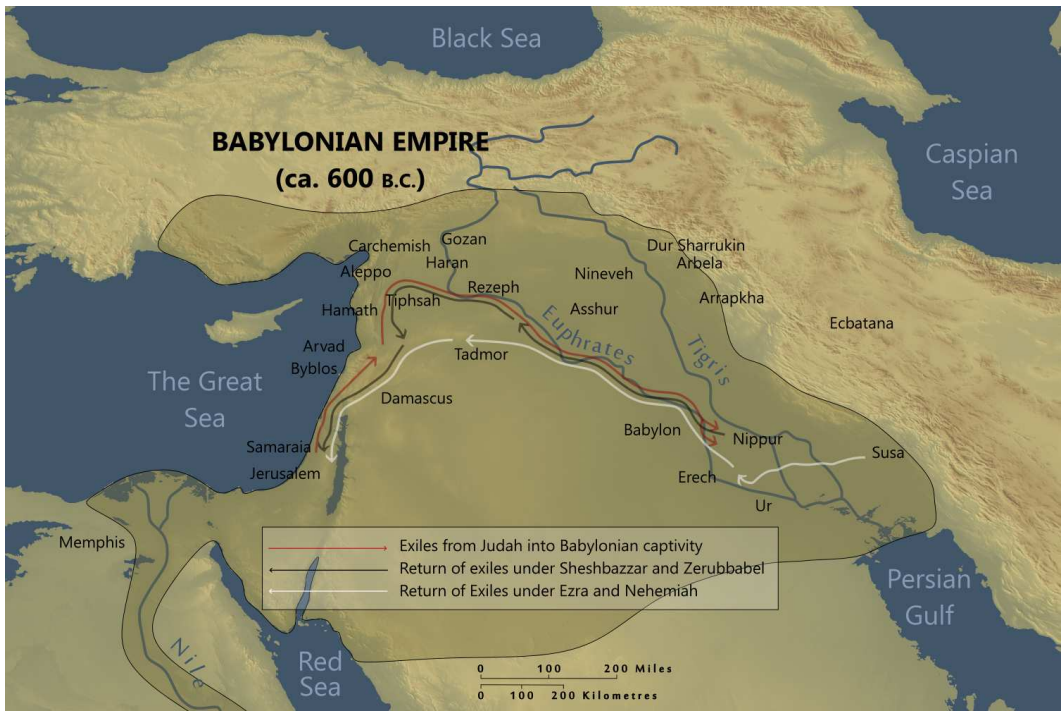 Black Sea
BABYLONIAN EMPIRE
(ca. 600 B.C.)
Caspian
Sea
Carchemish
Gozan
Dur Sharrukin
Aleppo
Haran
Arbela
Nineveh
Hamath
Tiphsah
Rezeph
Asshur
Arrapkha
Ecbatana
Euphrates
Tigris
Arvad
Tadmor
Byblos
The Great
Sea
Damascus
Babylon
Nippur
Samaraia
Susa
Jerusalem
Erech
Ur
Memphis
Exiles from Judah into Babylonian captivity
Return of exiles under Sheshbazzar and Zerubbabel
Return of Exiles under Ezra and Nehemiah
Persian
Gulf
Nile
Red
Sea
0 100 200 Miles
0 100 200 Kilometres